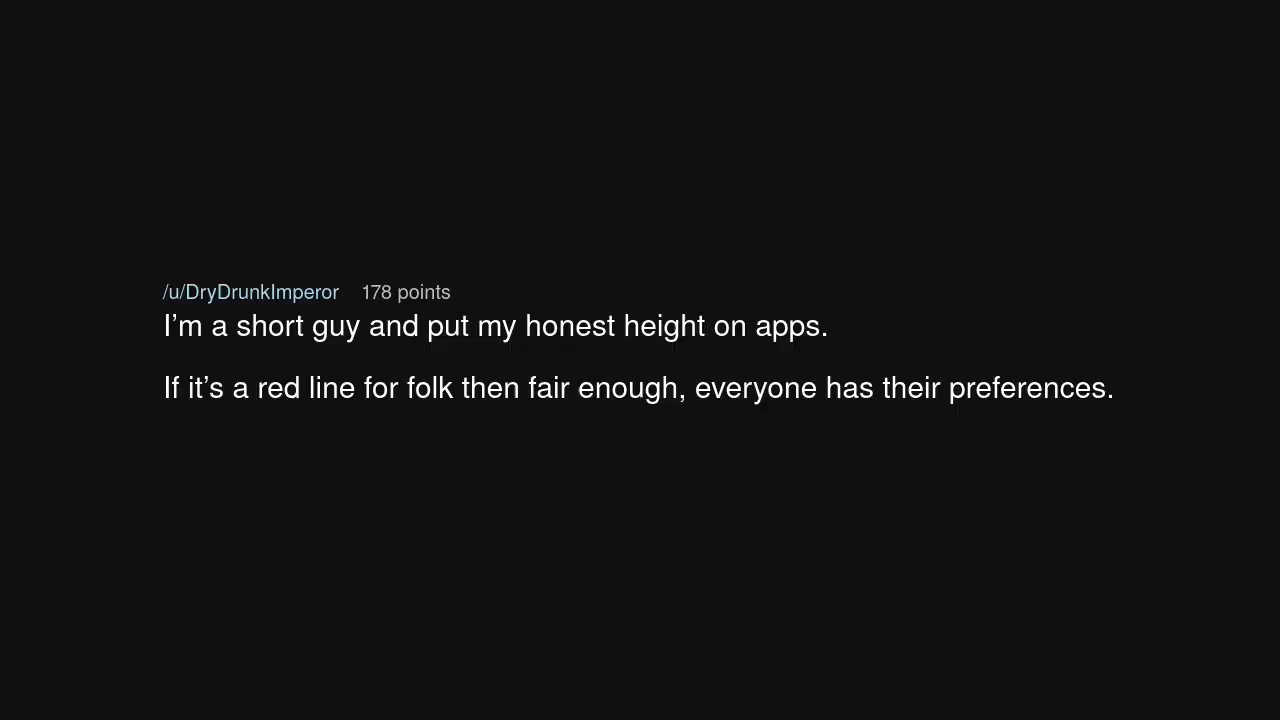 /u/DryDrunkImperor 178 points
I’m a short guy and put my honest height on apps.
If it’s a red line for folk then fair enough, everyone has their preferences.